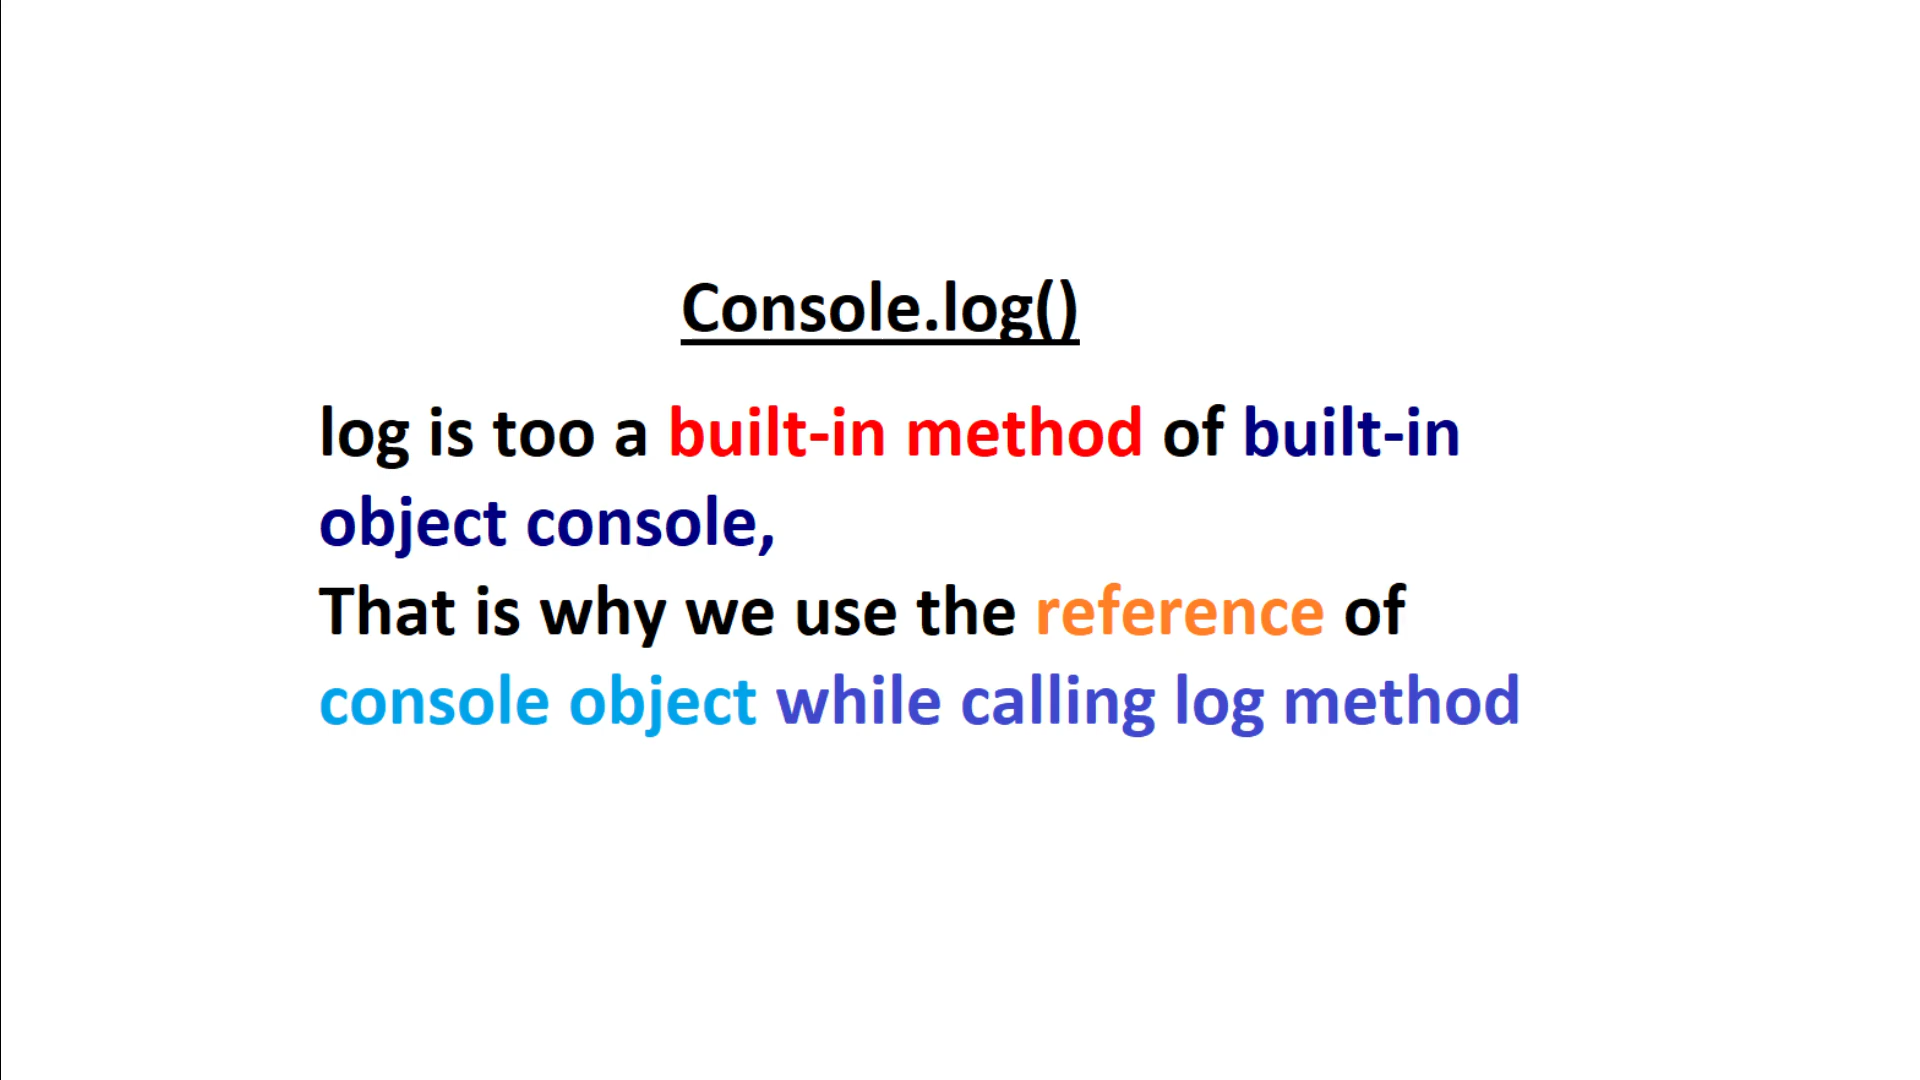 Console.log()
log is too a built-in method of built-in
object console,
That is why we use the reference of
console object while calling log method